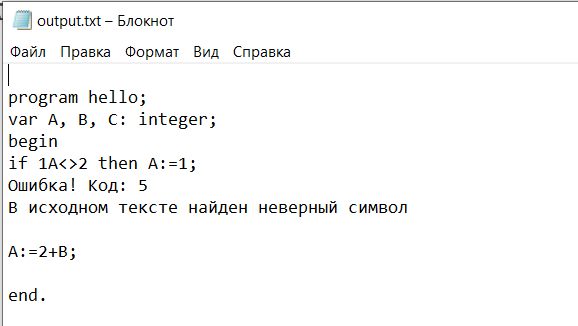 output.txt – Блокнот
Файл Правка Формат Вид Справка
program hello;
var A, B, C: integer;
begin
if 1A<>2 then A:=1;
Ошибка! Код: 5
В исходном тексте найден неверный символ
A:=2+B;
end.